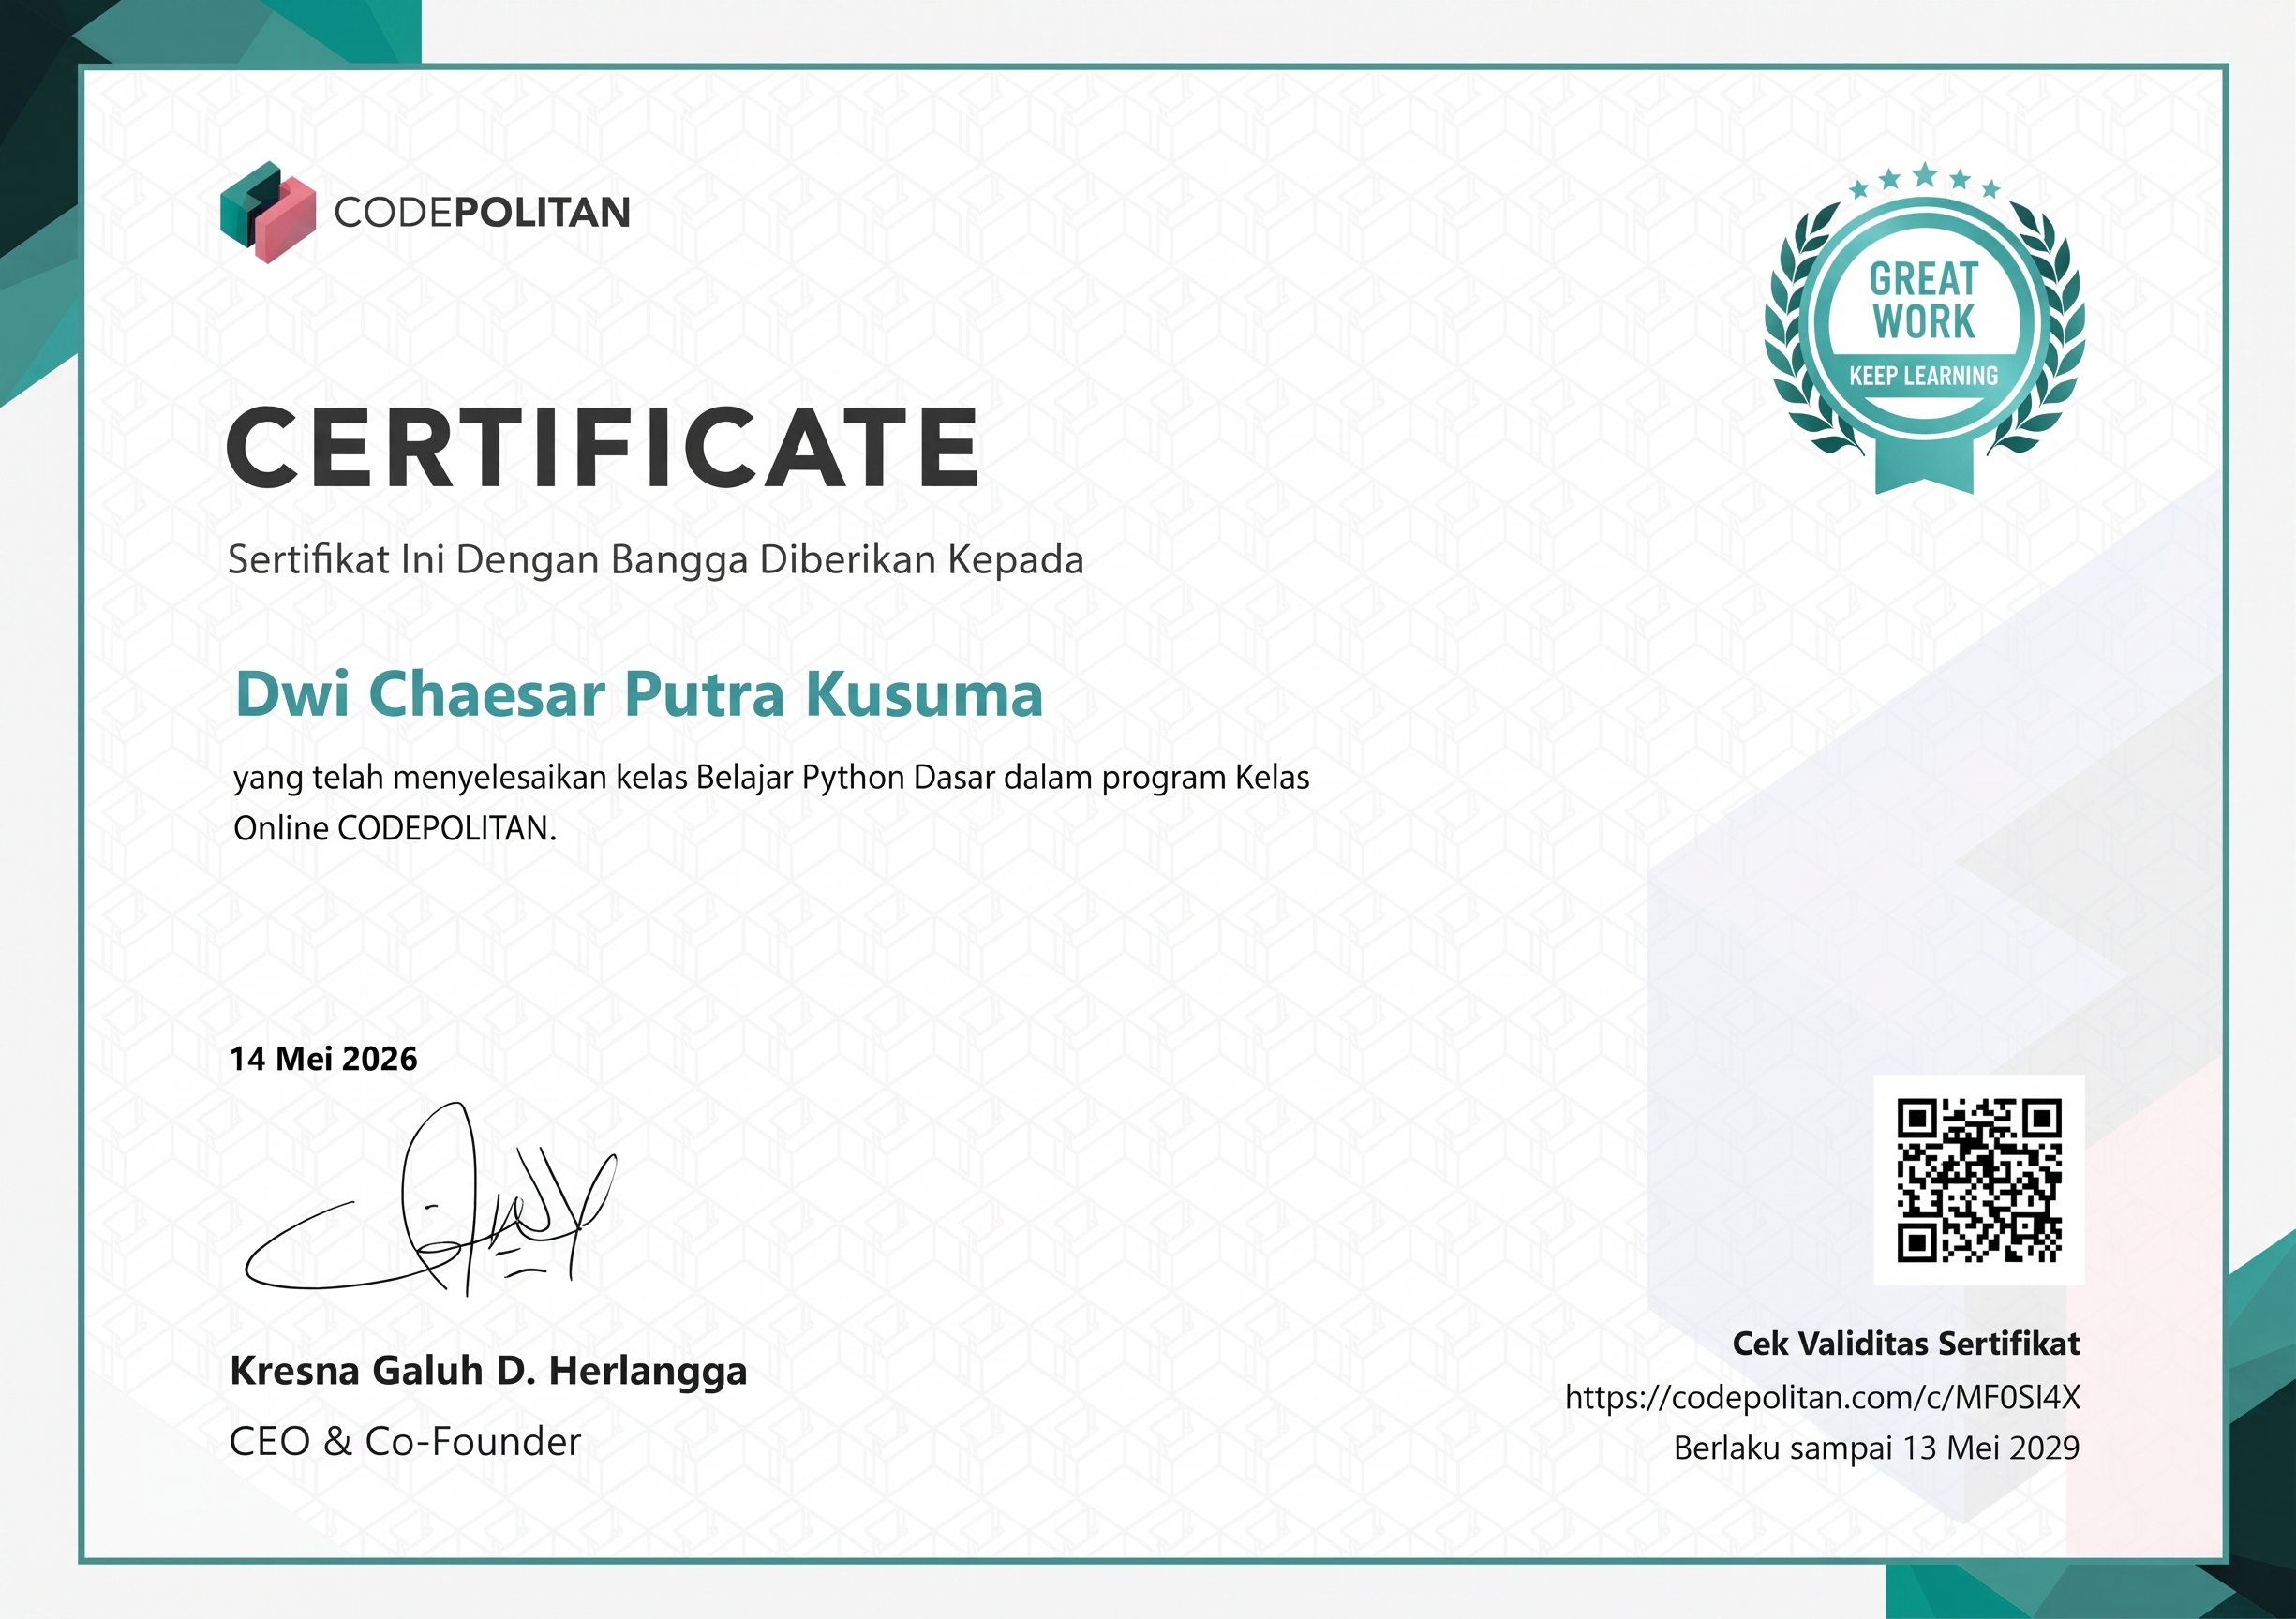 CODEPOLITAN
GREAT
WORK
KEEP LEARNING
CERTIFICATE
Sertifikat Ini Dengan Bangga Diberikan Kepada
Dwi Chaesar Putra Kusuma
yang telah menyelesaikan kelas Belajar Python Dasar dalam program Kelas
Online CODEPOLITAN.
14 Mei 2026
Kresna Galuh D. Herlangga
CEO & Co-Founder
Cek Validitas Sertifikat
https://codepolitan.com/c/MF0SI4X
Berlaku sampai 13 Mei 2029